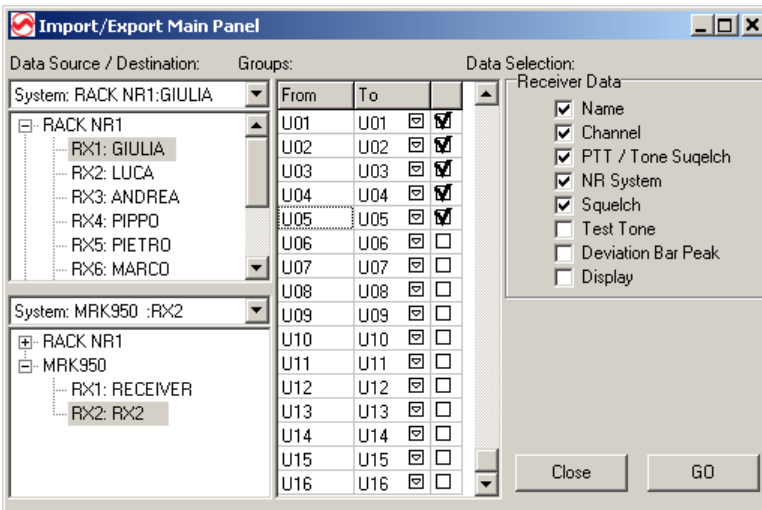 Import/Export Main Panel
Data Source / Destination:
Groups:
Data Selection:
System: RACK NR1:GIULIA
RACK NR1
RX1: GIULIA
RX2: LUCA
RX3: ANDREA
RX4: PIPPO
RX5: PIETRO
RX6: MARCO
System: MRK950 :RX2
RACK NR1
MRK950
RX1: RECEIVER
RX2: RX2
From To
U01 U01
U02 U02
U03 U03
U04 U04
U05 U05
U06 U06
U07 U07
U08 U08
U09 U09
U10 U10
U11 U11
U12 U12
U13 U13
U14 U14
U15 U15
U16 U16
Receiver Data
Name
Channel
PTT / Tone Suqelch
NR System
Squelch
Test Tone
Deviation Bar Peak
Display
Close
GO